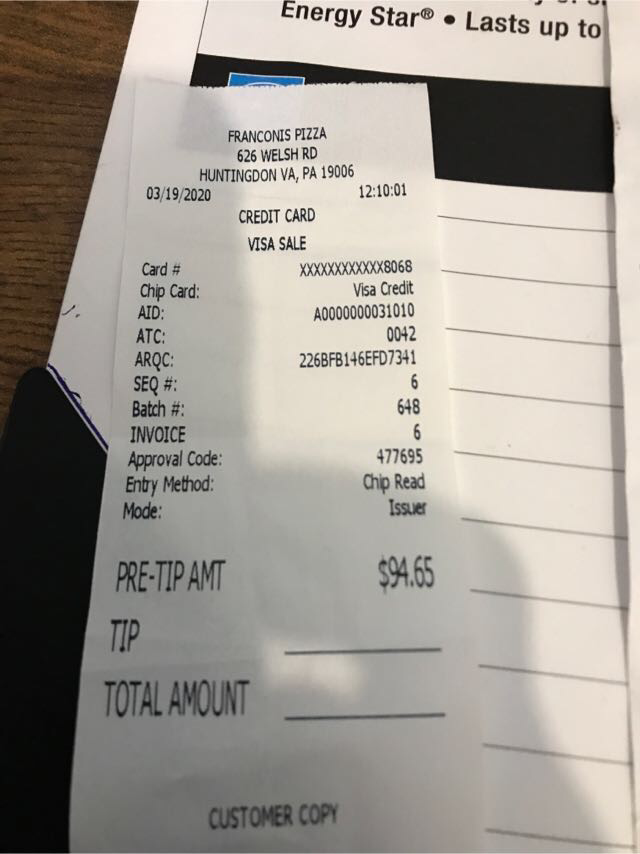 Energy Star® • Lasts up to
FRANCONIS PIZZA
626 WELSH RD
HUNTINGDON VA, PA 19006
03/19/2020 12:10:01
CREDIT CARD
VISA SALE
Card # XXXXXXXXXXXX8068
Chip Card: Visa Credit
AID: A0000000031010
ATC: 0042
ARQC: 226BFB146EFD7341
SEQ #: 6
Batch #: 648
INVOICE 6
Approval Code: 477695
Entry Method: Chip Read
Mode: Issuer
PRE-TIP AMT $94.65
TIP
TOTAL AMOUNT
CUSTOMER COPY